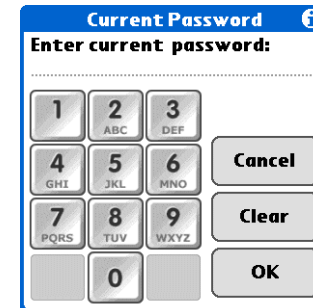 Current Password i
Enter current password:
1 2 3
ABC DEF
4 5 6 Cancel
GHI JKL MNO
7 8 9 Clear
PQRS TUV WXYZ
0 OK